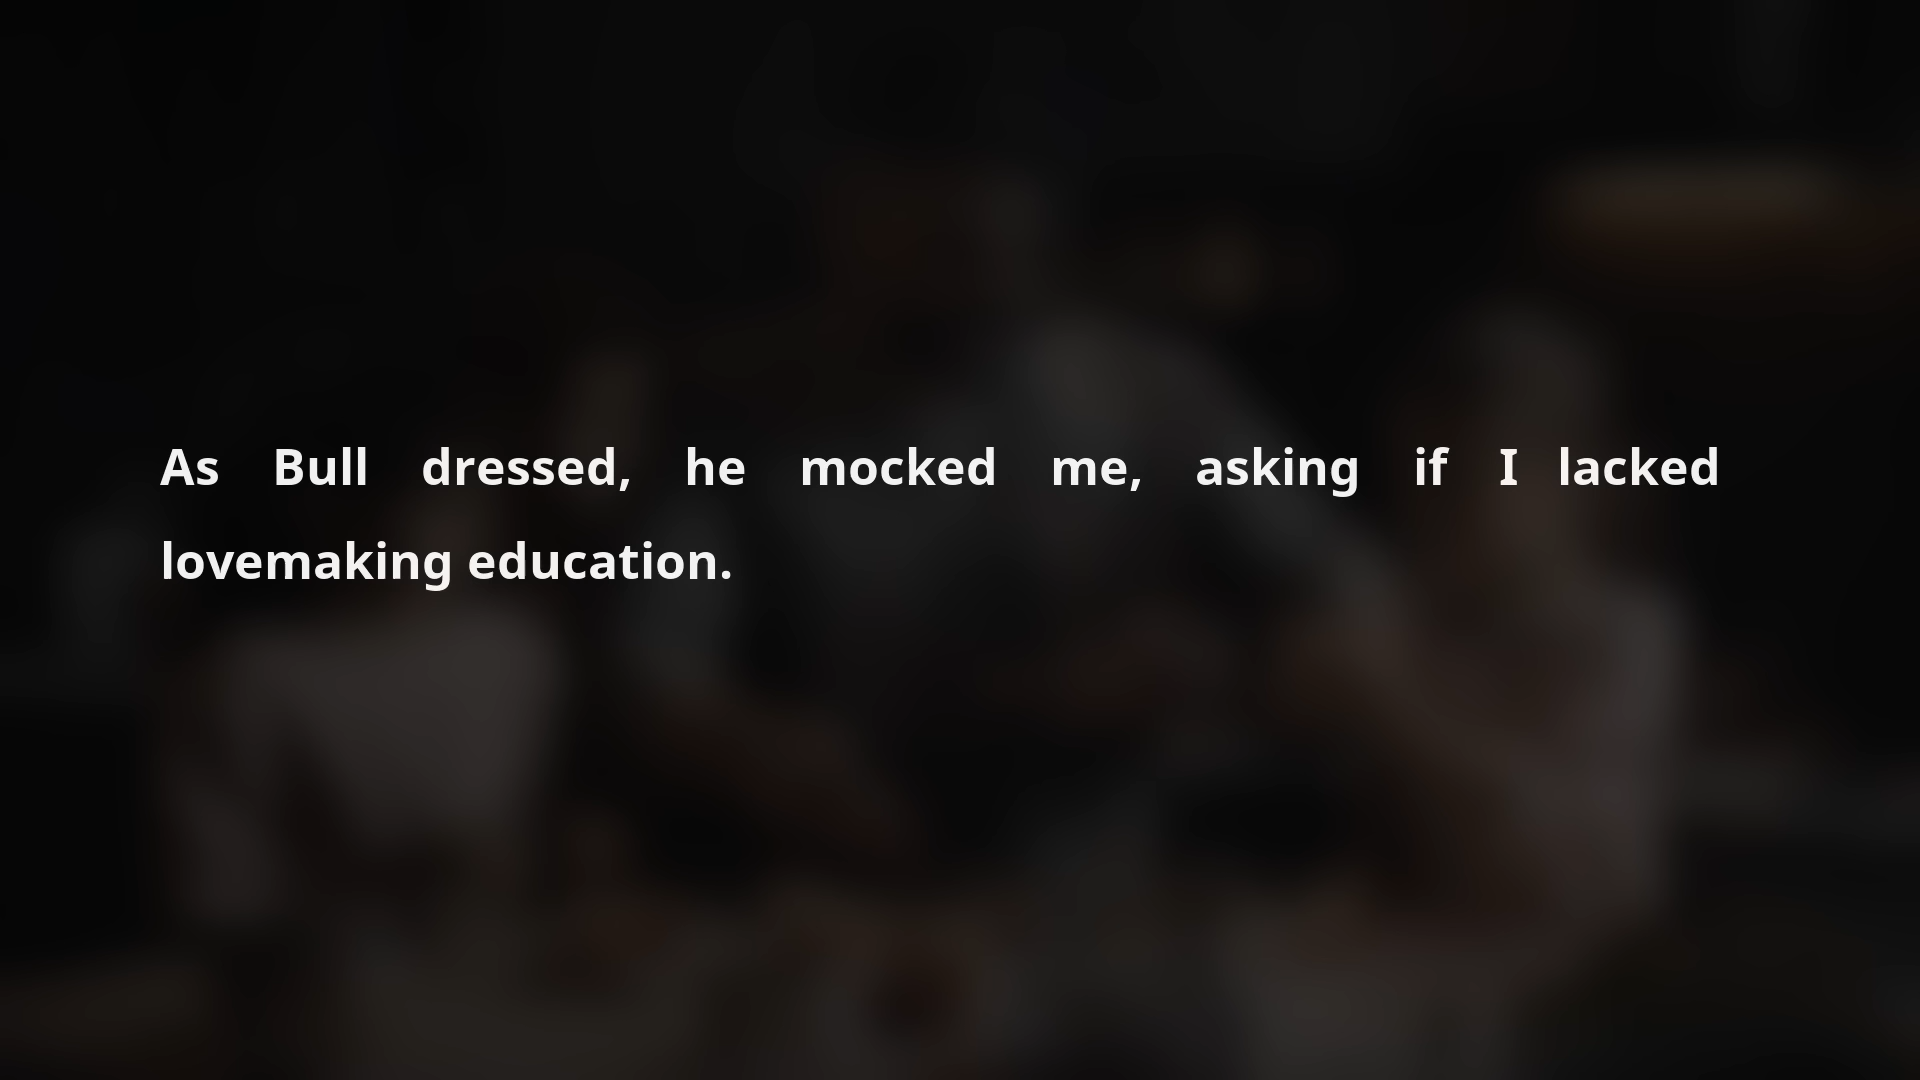 As Bull dressed, he mocked me, asking if I lacked
lovemaking education.